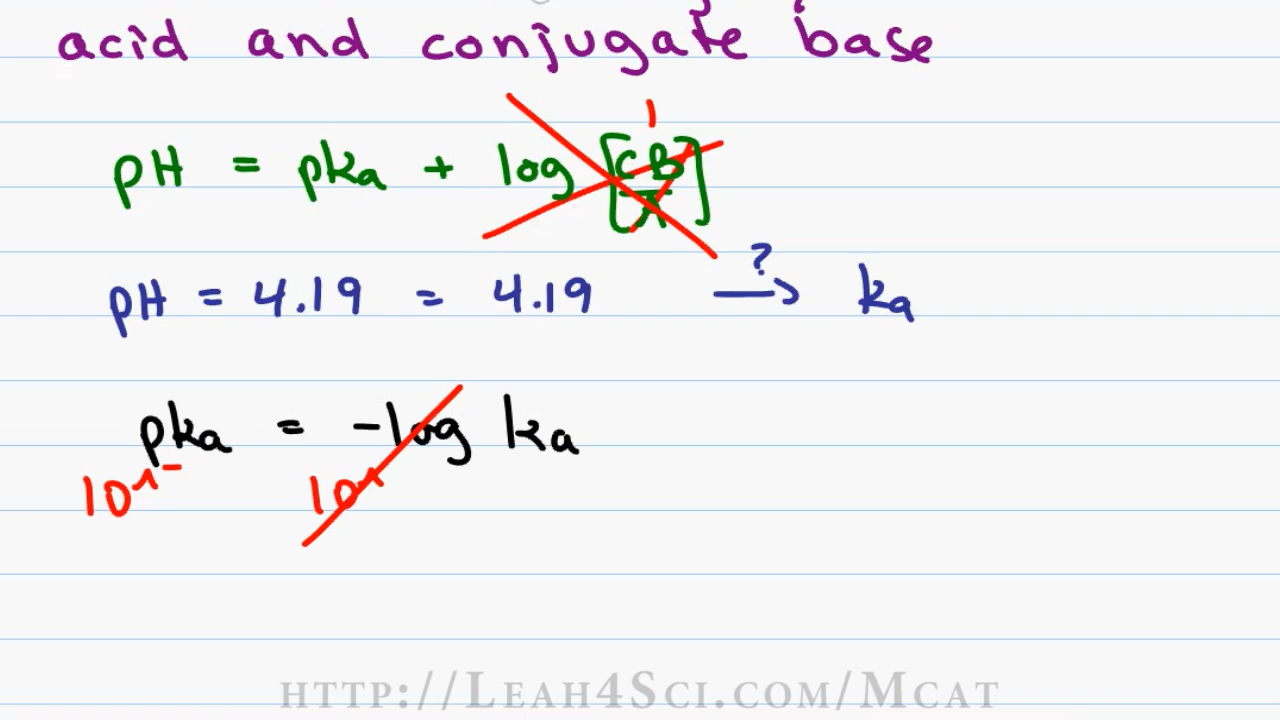 acid and conjugate base
1
pH = pka + log [CB/A]
pH = 4.19 = 4.19 ?→ ka
pka = -log ka
10^- 10^x
HTTP://LEAH4SCI.COM/MCAT